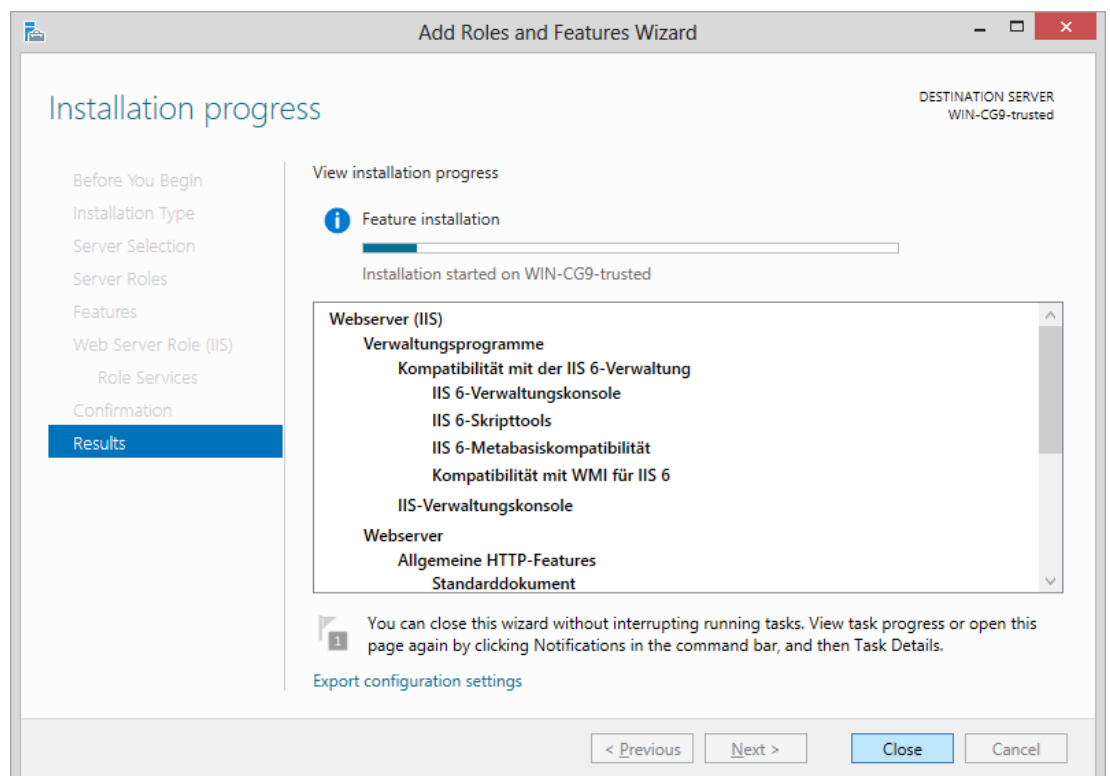 Add Roles and Features Wizard
Installation progress
DESTINATION SERVER
WIN-CG9-trusted
Before You Begin
Installation Type
Server Selection
Server Roles
Features
Web Server Role (IIS)
Role Services
Confirmation
Results
View installation progress
Feature installation
Installation started on WIN-CG9-trusted
Webserver (IIS)
Verwaltungsprogramme
Kompatibilität mit der IIS 6-Verwaltung
IIS 6-Verwaltungskonsole
IIS 6-Skripttools
IIS 6-Metabasiskompatibilität
Kompatibilität mit WMI für IIS 6
IIS-Verwaltungskonsole
Webserver
Allgemeine HTTP-Features
Standarddokument
1
You can close this wizard without interrupting running tasks. View task progress or open this
page again by clicking Notifications in the command bar, and then Task Details.
Export configuration settings
< Previous
Next >
Close
Cancel